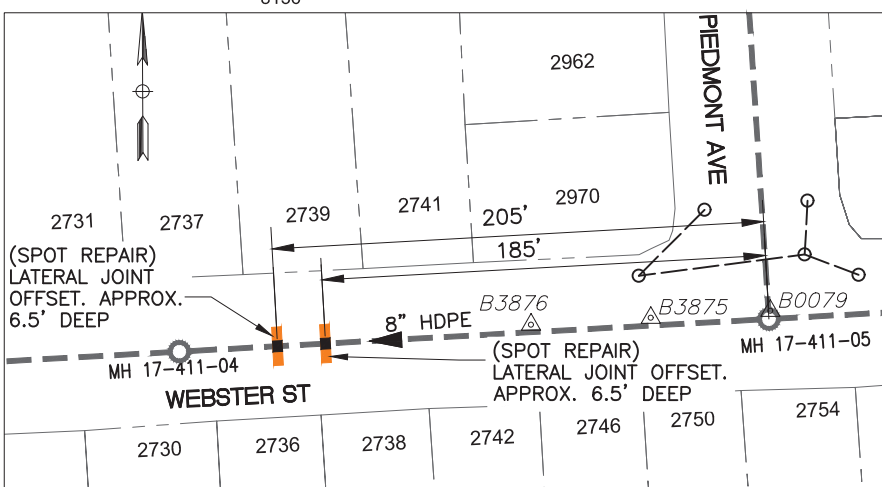 PIEDMONT AVE
2962
2731
2737
2739
2741
2970
205'
185'
(SPOT REPAIR)
LATERAL JOINT
OFFSET. APPROX.
6.5' DEEP
8" HDPE
B3876
B3875
B0079
MH 17-411-04
(SPOT REPAIR)
LATERAL JOINT OFFSET.
APPROX. 6.5' DEEP
MH 17-411-05
WEBSTER ST
2730
2736
2738
2742
2746
2750
2754